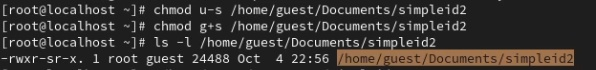 [root@localhost ~]# chmod u-s /home/guest/Documents/simpleid2
[root@localhost ~]# chmod g+s /home/guest/Documents/simpleid2
[root@localhost ~]# ls -l /home/guest/Documents/simpleid2
-rwxr-sr-x. 1 root guest 24488 Oct  4 22:56 /home/guest/Documents/simpleid2